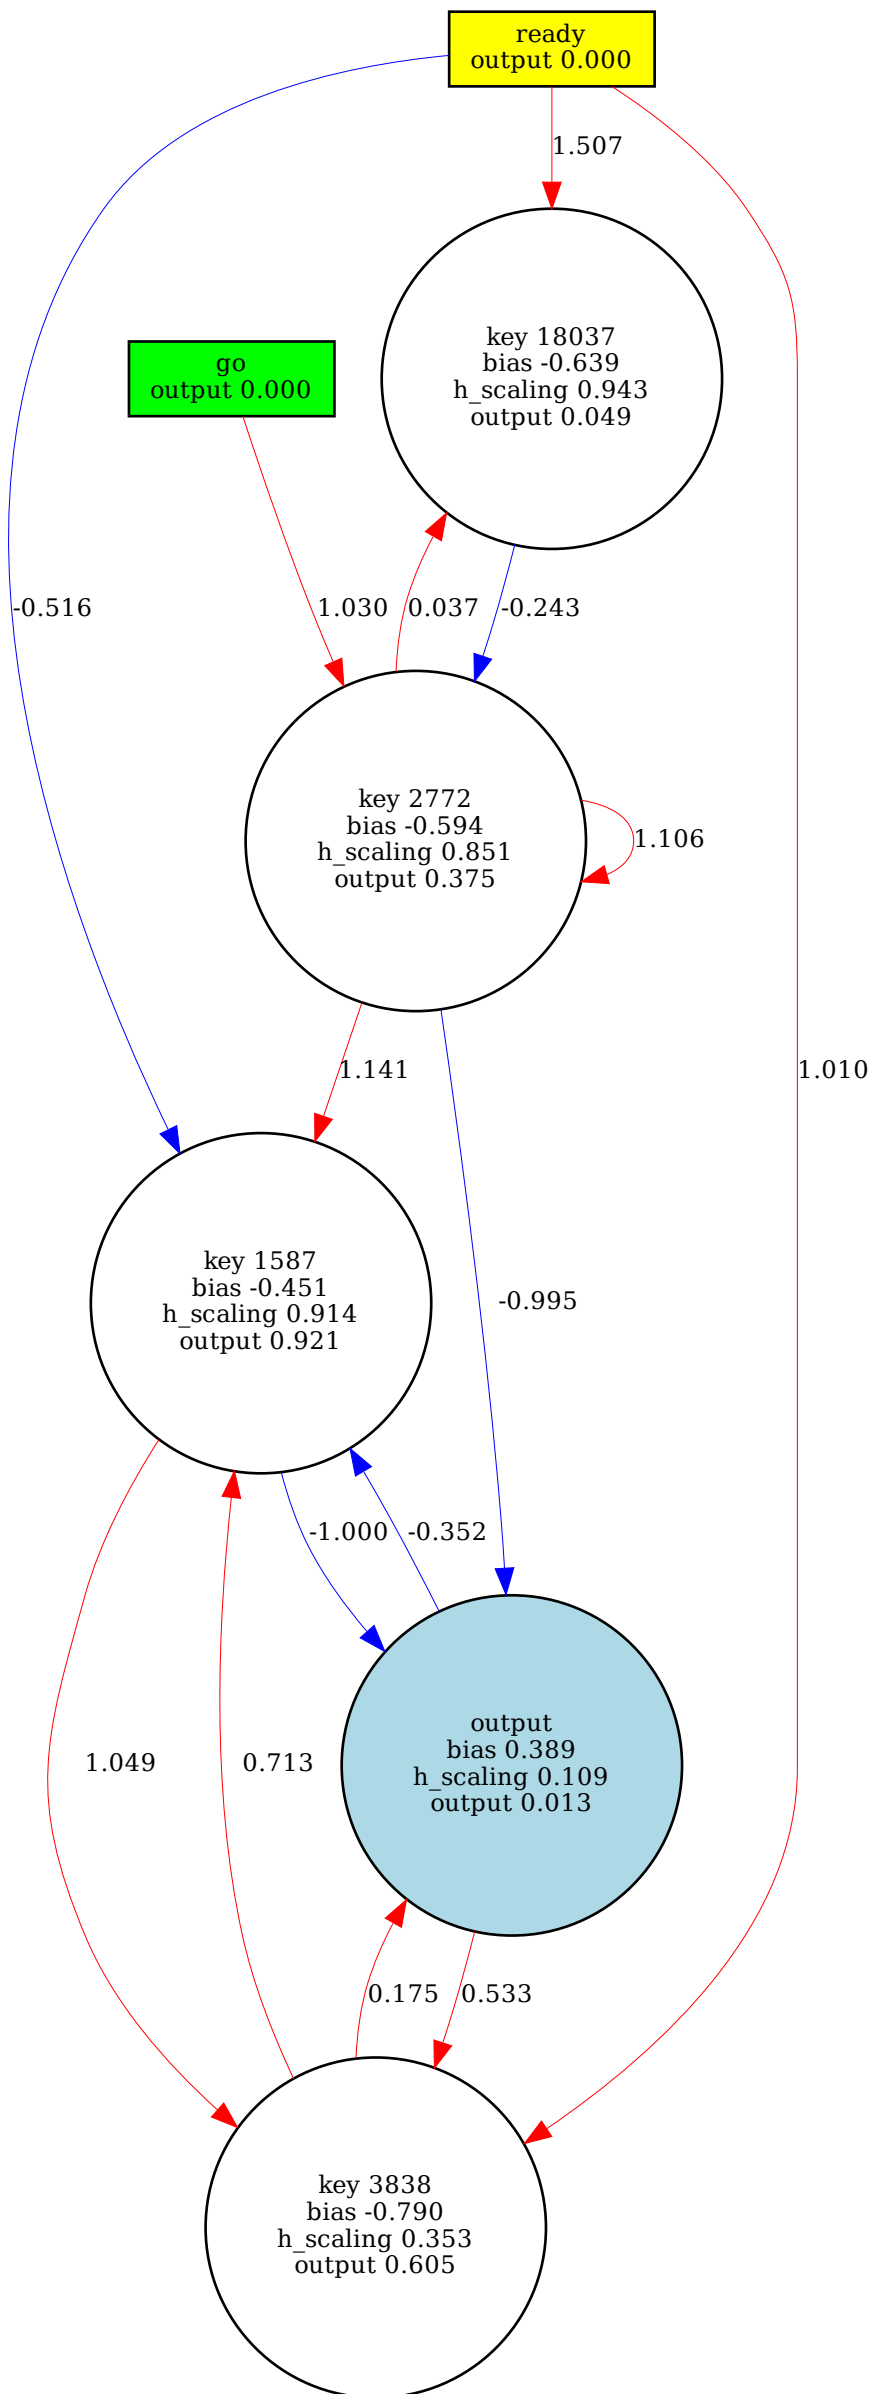 ready
output 0.000
1.507
key 18037
bias -0.639
h_scaling 0.943
output 0.049
go
output 0.000
-0.516
1.030
0.037
-0.243
key 2772
bias -0.594
h_scaling 0.851
output 0.375
1.106
1.141
1.010
key 1587
bias -0.451
h_scaling 0.914
output 0.921
-0.995
-1.000
-0.352
output
bias 0.389
h_scaling 0.109
output 0.013
1.049
0.713
0.175
0.533
key 3838
bias -0.790
h_scaling 0.353
output 0.605